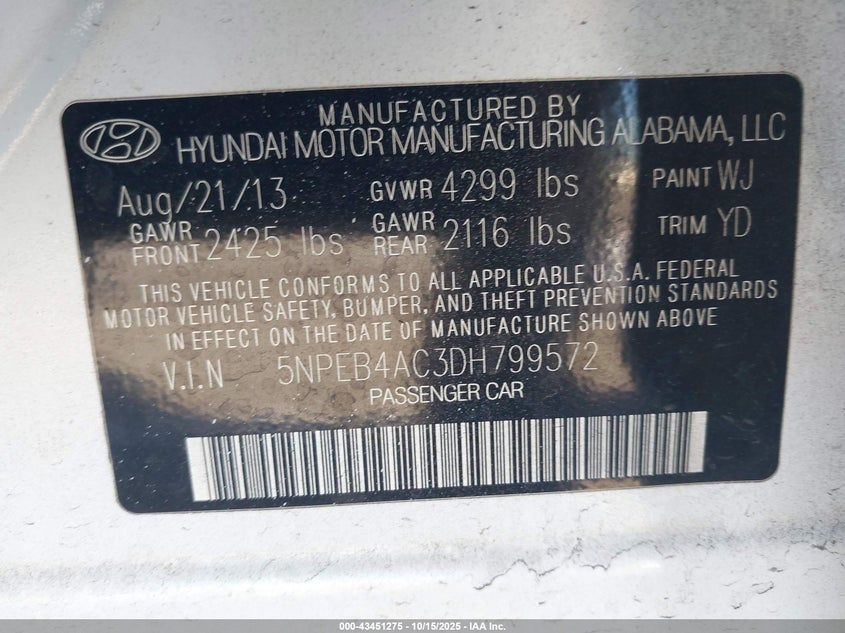 MANUFACTURED BY
HYUNDAI MOTOR MANUFACTURING ALABAMA, LLC
Aug/21/13 GVWR 4299 lbs PAINT WJ
GAWR FRONT 2425 lbs GAWR REAR 2116 lbs TRIM YD
THIS VEHICLE CONFORMS TO ALL APPLICABLE U.S.A. FEDERAL
MOTOR VEHICLE SAFETY, BUMPER, AND THEFT PREVENTION STANDARDS
IN EFFECT ON THE DATE OF MANUFACTURE SHOWN ABOVE
V.I.N 5NPEB4AC3DH799572
PASSENGER CAR
000-43451275 - 10/15/2025 - IAA Inc.